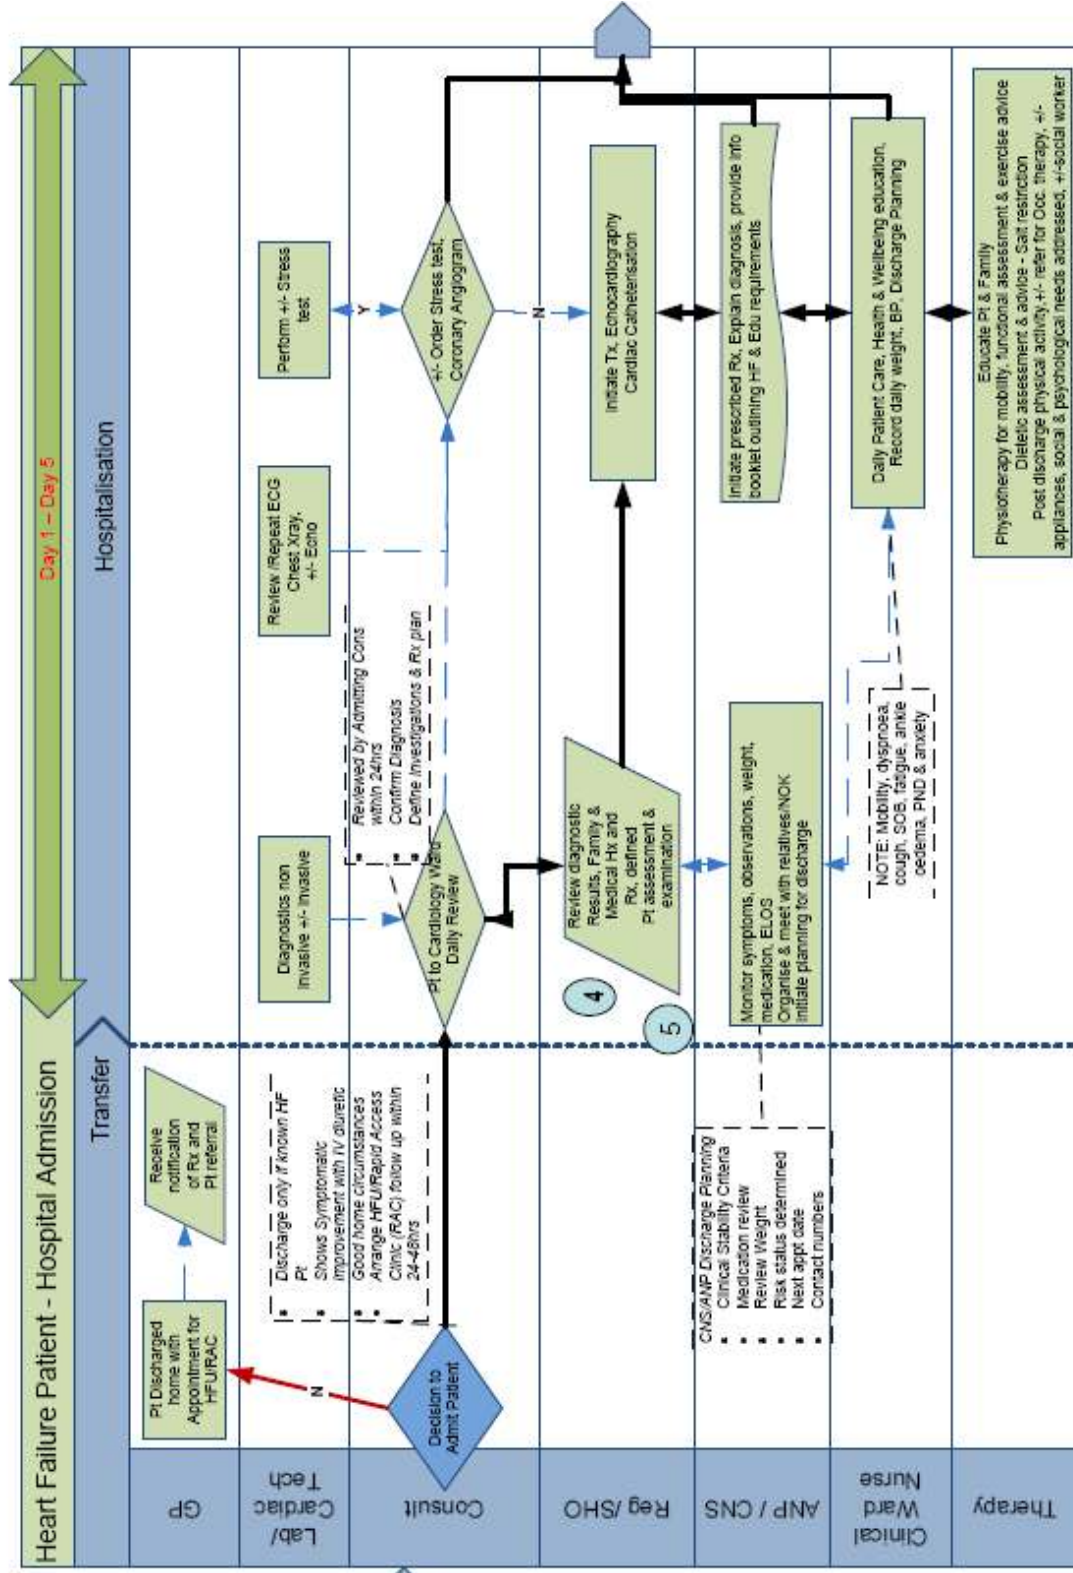 Heart Failure Patient - Hospital Admission
Day 1 – Day 5
Transfer
Hospitalisation
GP
Pt Discharged
home with
Appointment for
HFU/RAC
Receive
notification
of Rx and
Pt referral
N
Lab/
Cardiac
Tech
Discharge only if known HF
Pt
Shows Symptomatic
improvement with IV diuretic
Good home circumstances
Arrange HFU/Rapid Access
Clinic (RAC) follow up within
24-48hrs
Diagnostics non
invasive +/- invasive
Review /Repeat ECG
Chest Xray,
+/- Echo
Perform +/- Stress
test
Consult
Decision to
Admit Patient
Pt to Cardiology Ward
Daily Review
Reviewed by Admitting Cons
within 24hrs
Confirm Diagnosis
Define Investigations & Rx plan
Y
+/- Order Stress test,
Coronary Angiogram
N
Reg /SHO
4
5
Review diagnostic
Results, Family &
Medical Hx and
Rx, defined
Pt assessment &
examination
Initiate Tx, Echocardiography
Cardiac Catheterisation
ANP / CNS
CNS/ANP Discharge Planning
Clinical Stability Criteria
Medication review
Review Weight
Risk status determined
Next appt date
Contact numbers
Monitor symptoms, observations, weight,
medication, ELOS
Organise & meet with relatives/NOK
Initiate planning for discharge
Initiate prescribed Rx, Explain diagnosis, provide info
booklet outlining HF & Edu requirements
Clinical
Ward
Nurse
NOTE: Mobility, dyspnoea,
cough, SOB, fatigue, ankle
oedema, PND & anxiety
Daily Patient Care, Health & Wellbeing education,
Record daily weight, BP, Discharge Planning
Therapy
Educate Pt & Family
Physiotherapy for mobility, functional assessment & exercise advice
Dietetic assessment & advice - Salt restriction
Post discharge physical activity,+/- refer for Occ. therapy, +/-
appliances, social & psychological needs addressed, +/-social worker